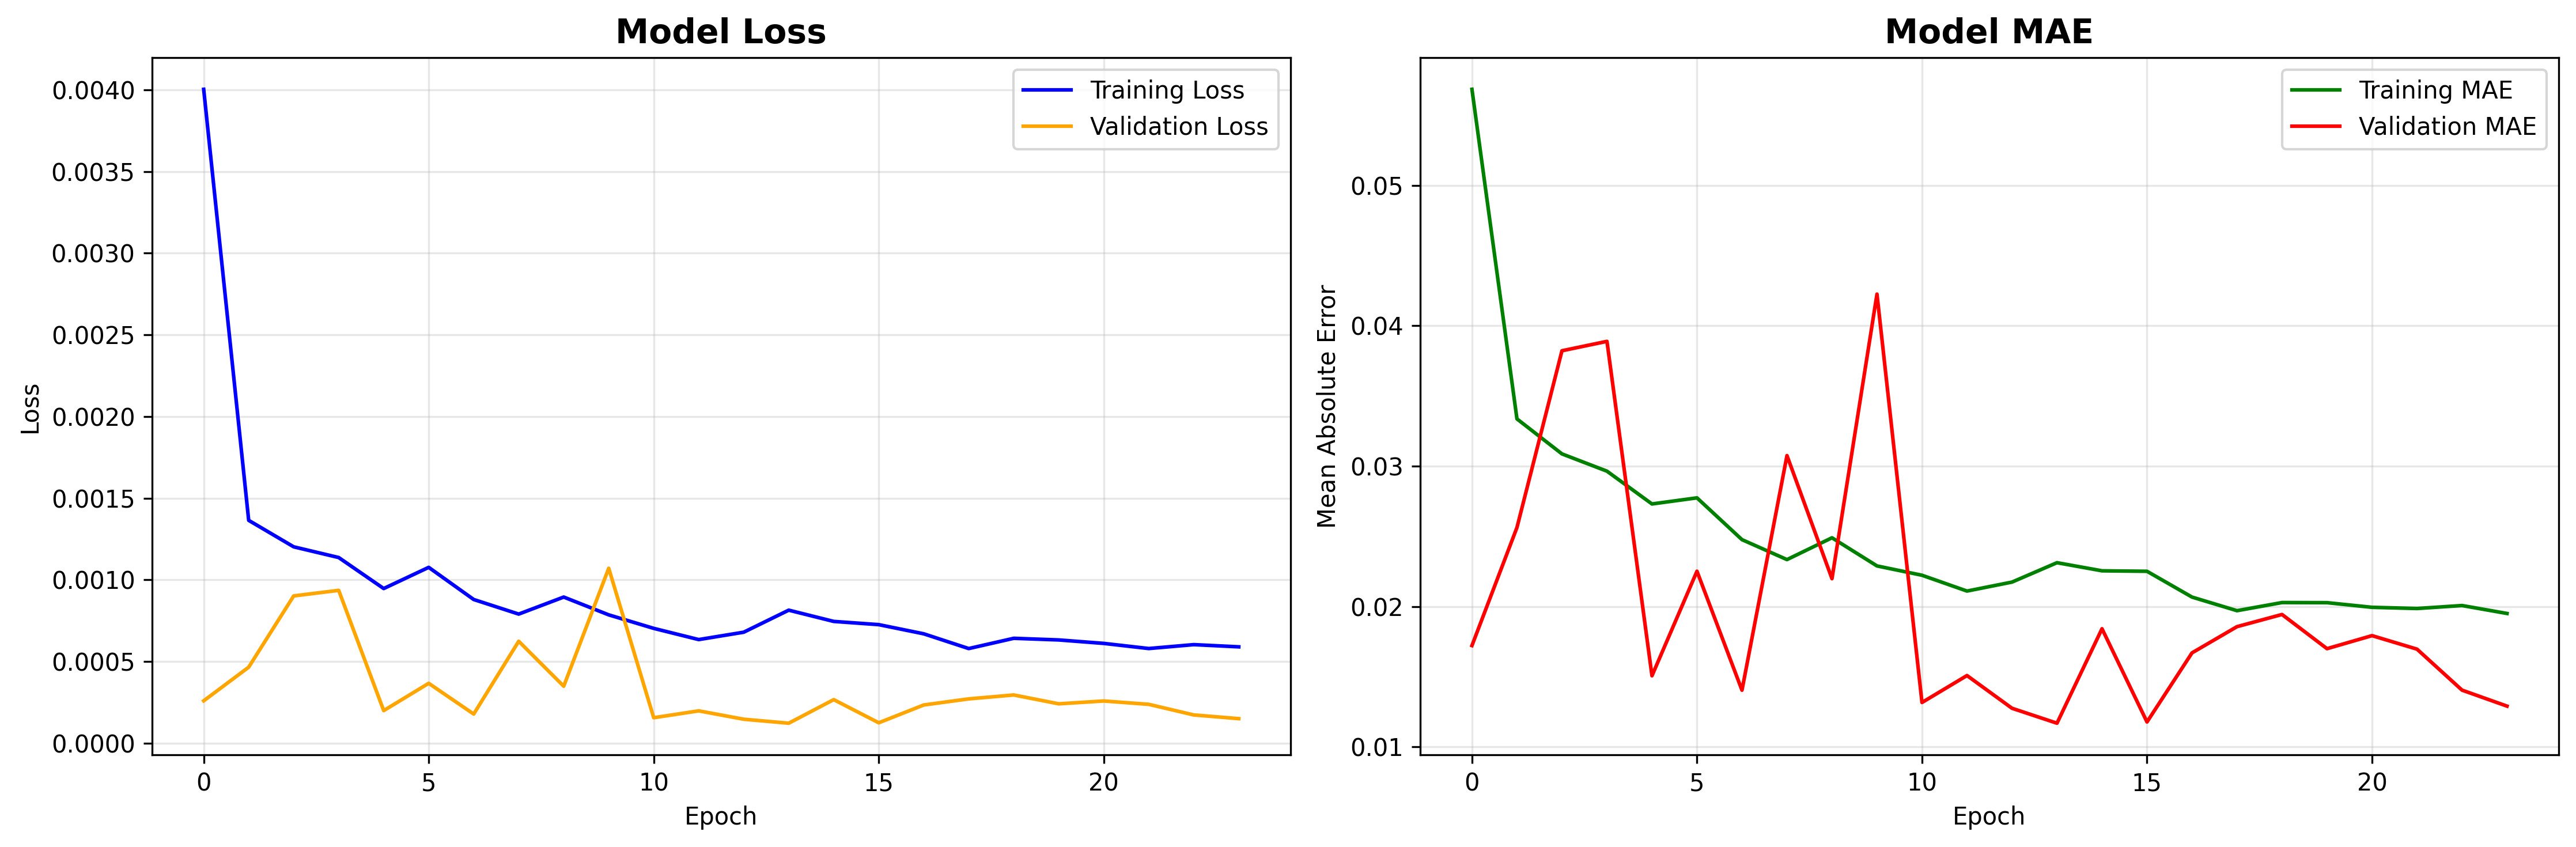 Model Loss
Training Loss
Validation Loss
0.0040
0.0035
0.0030
0.0025
0.0020
0.0015
0.0010
0.0005
0.0000
Loss
0
5
10
15
20
Epoch
Model MAE
Training MAE
Validation MAE
0.05
0.04
0.03
0.02
0.01
Mean Absolute Error
0
5
10
15
20
Epoch